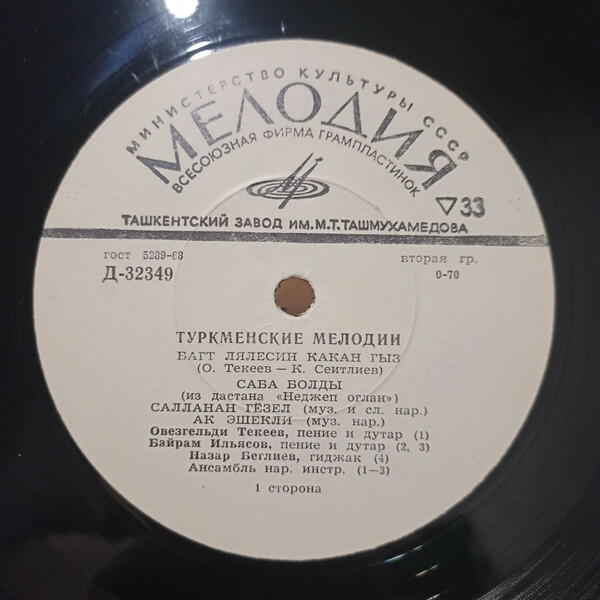 МИНИСТЕРСТВО КУЛЬТУРЫ СССР
МЕЛОДИЯ
ВСЕСОЮЗНАЯ ФИРМА ГРАМПЛАСТИНОК
▽33
ТАШКЕНТСКИЙ ЗАВОД ИМ.М.Т.ТАШМУХАМЕДОВА
гост 5289-68
вторая гр.
Д-32349
0-70
ТУРКМЕНСКИЕ МЕЛОДИИ
БАГТ ЛЯЛЕСИН КАКАН ГЫЗ
(О. Текеев — К. Сеитлиев)
САБА БОЛДЫ
(из дастана «Неджеп оглан»)
САЛЛАНАН ГЁЗЕЛ (муз. и сл. нар.)
АК ЭШЕКЛИ (муз. нар.)
Овезгельди Текеев, пение и дутар (1)
Байрам Ильясов, пение и дутар (2, 3)
Назар Беглиев, гиджак (4)
Ансамбль нар. инстр. (1—3)
1 сторона